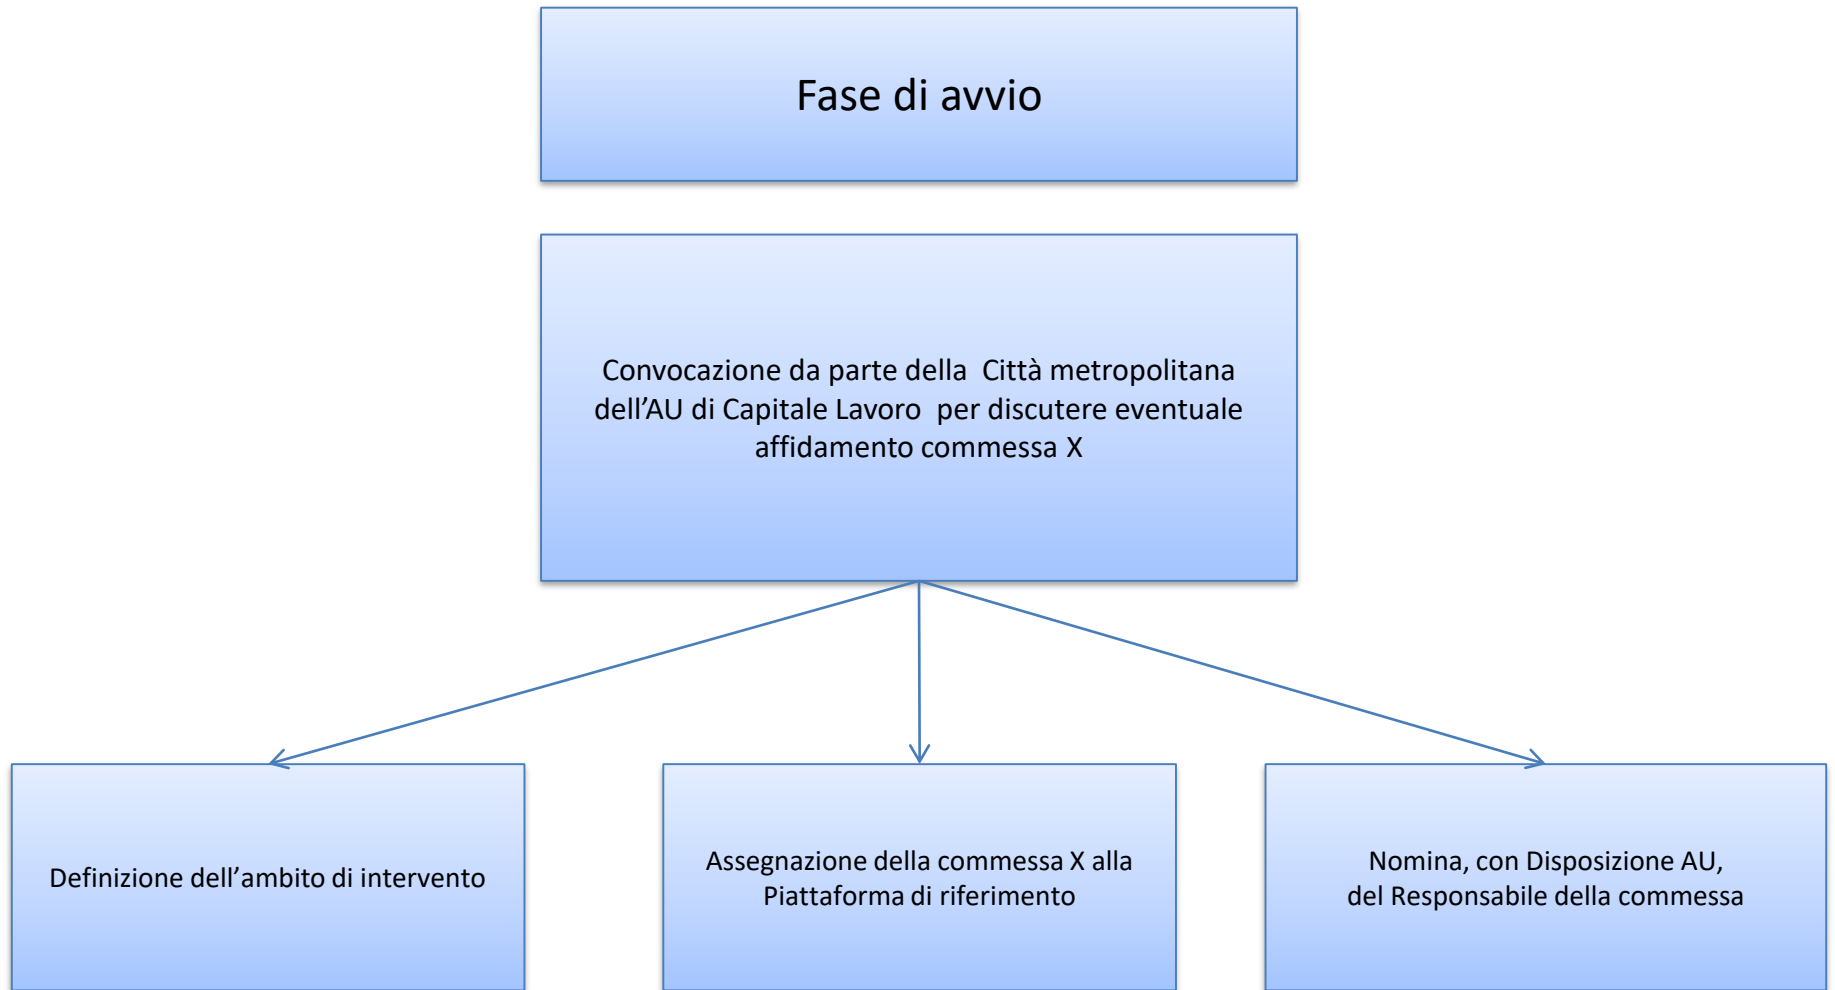 Fase di avvio
Convocazione da parte della  Città metropolitana
dell’AU di Capitale Lavoro  per discutere eventuale
affidamento commessa X
Definizione dell’ambito di intervento
Assegnazione della commessa X alla
Piattaforma di riferimento
Nomina, con Disposizione AU,
del Responsabile della commessa